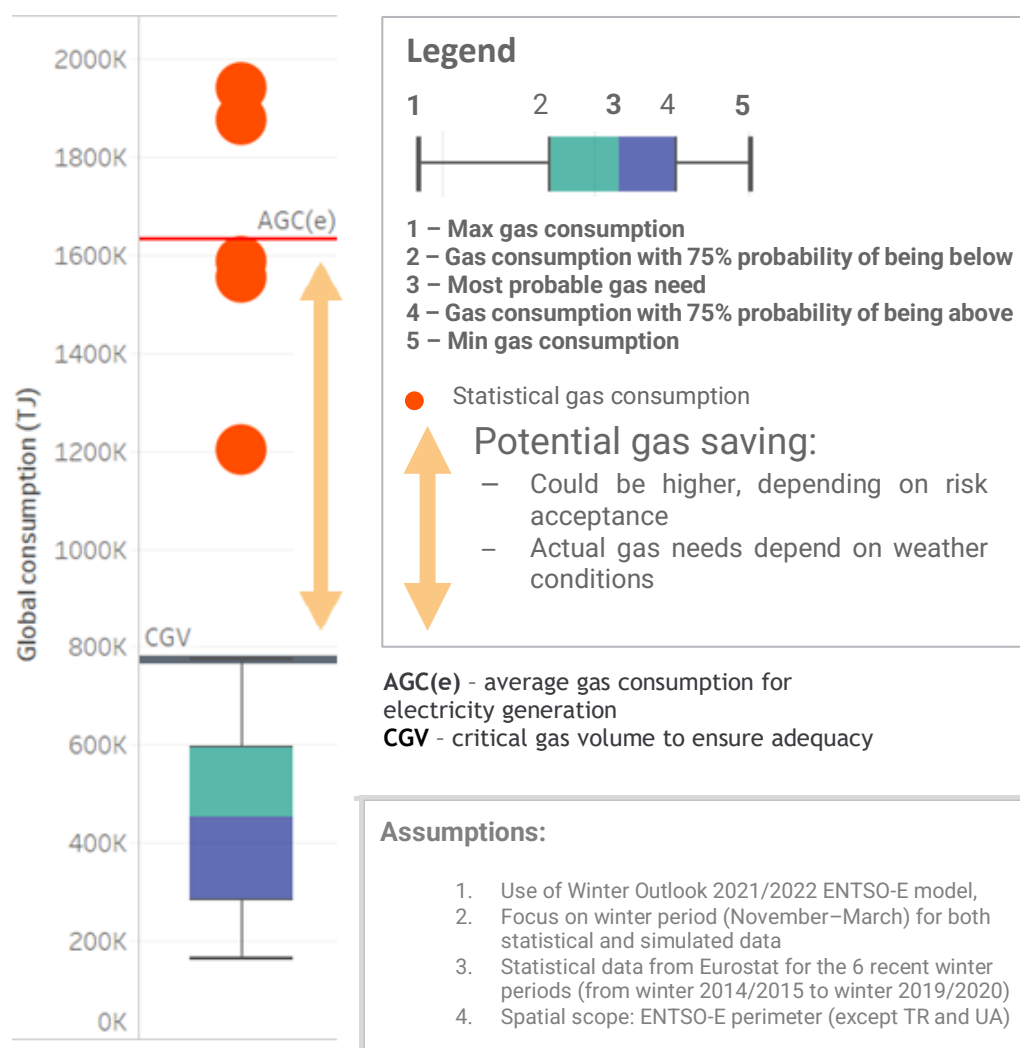 2000K
1800K
AGC(e)
1600K
1400K
1200K
1000K
CGV
800K
600K
400K
200K
0K
Global consumption (TJ)
Legend
1 2 3 4 5
1 – Max gas consumption
2 – Gas consumption with 75% probability of being below
3 – Most probable gas need
4 – Gas consumption with 75% probability of being above
5 – Min gas consumption
Statistical gas consumption
Potential gas saving:
– Could be higher, depending on risk
acceptance
– Actual gas needs depend on weather
conditions
AGC(e) – average gas consumption for
electricity generation
CGV – critical gas volume to ensure adequacy
Assumptions:
1. Use of Winter Outlook 2021/2022 ENTSO-E model,
2. Focus on winter period (November–March) for both
statistical and simulated data
3. Statistical data from Eurostat for the 6 recent winter
periods (from winter 2014/2015 to winter 2019/2020)
4. Spatial scope: ENTSO-E perimeter (except TR and UA)